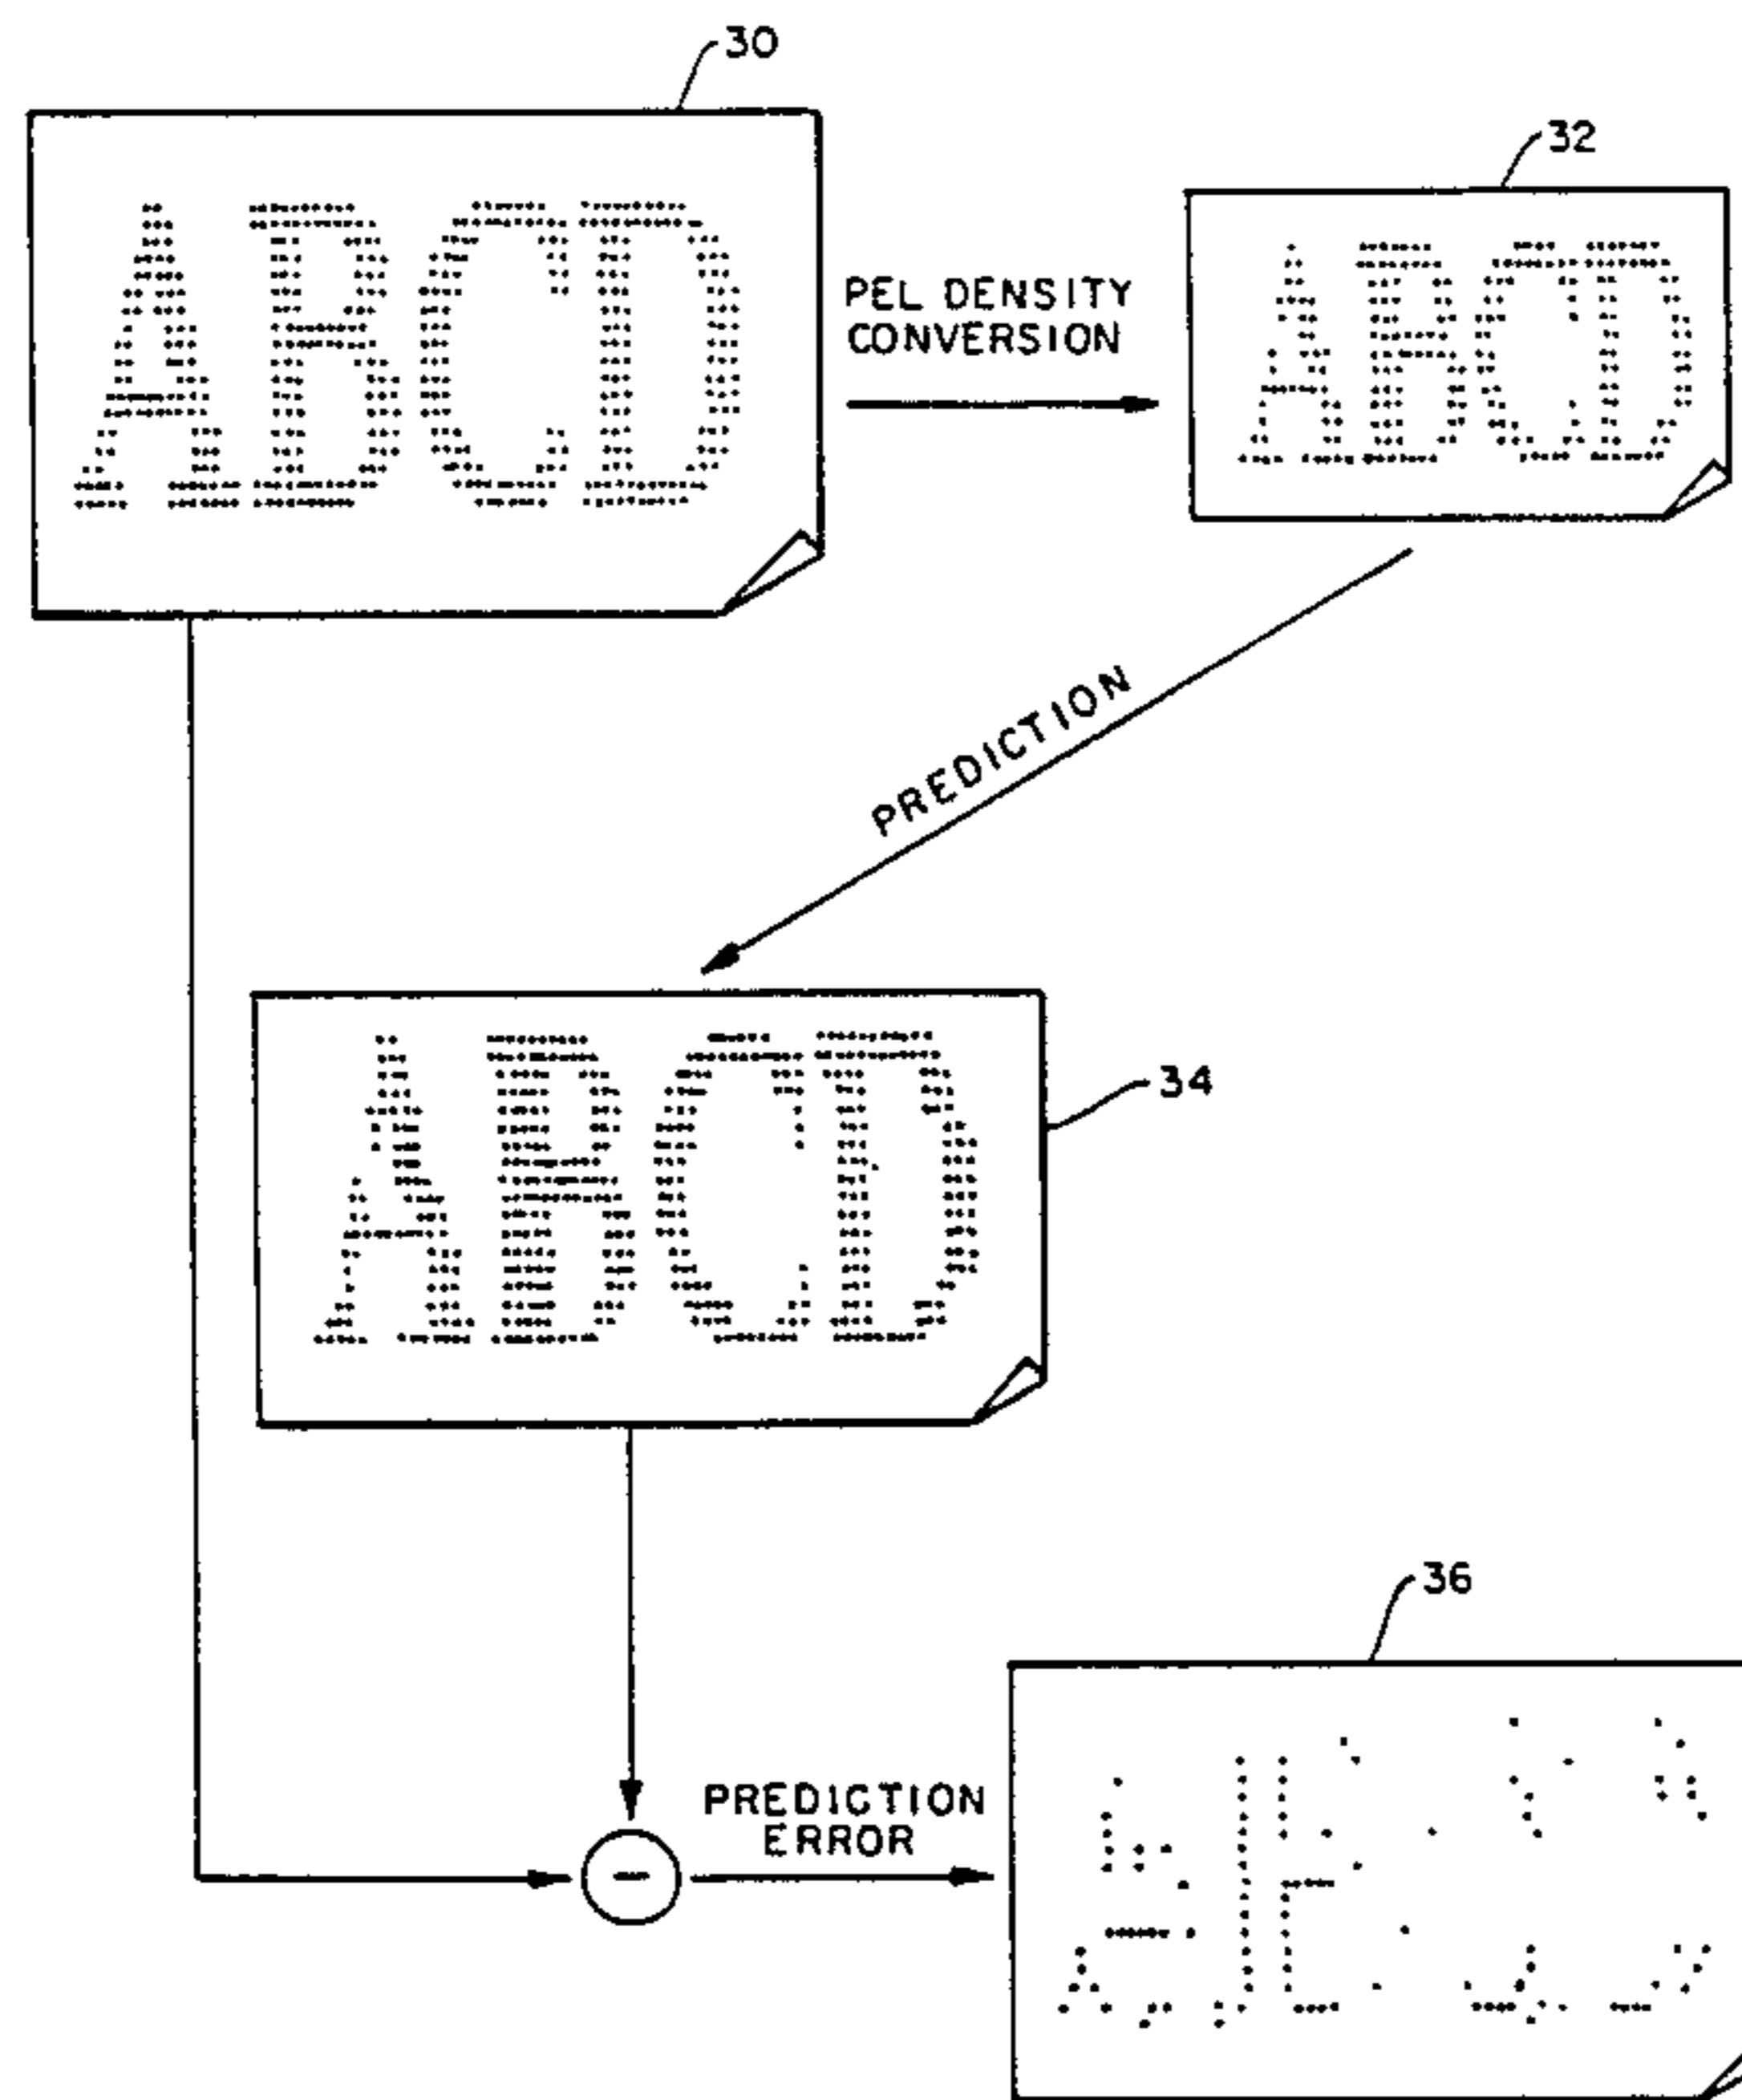 30
32
ABCD
ABCD
PEL DENSITY
CONVERSION
PREDICTION
ABCD
34
36
PREDICTION
ERROR
−